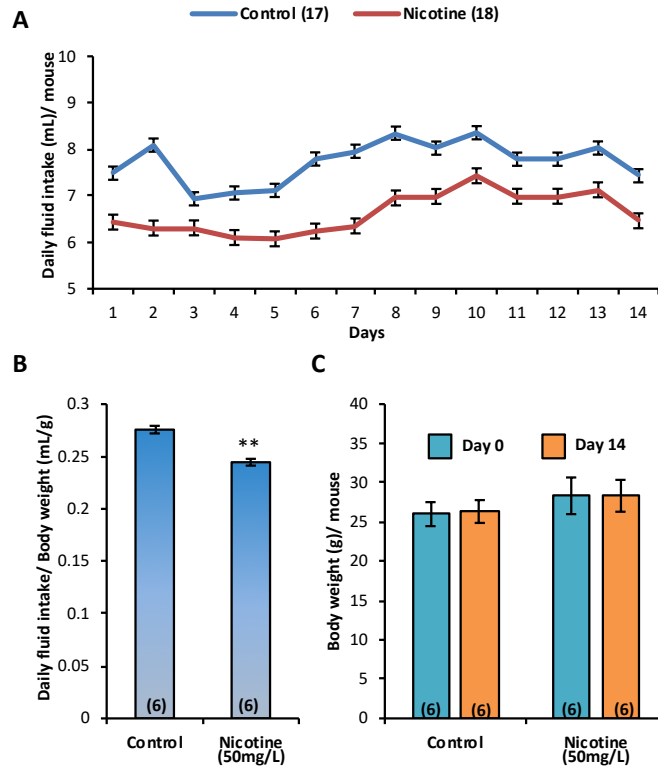 A
Control (17)
Nicotine (18)
Daily fluid intake (mL)/ mouse
10
9
8
7
6
5
1 2 3 4 5 6 7 8 9 10 11 12 13 14
Days
B
Daily fluid intake/ Body weight (mL/g)
0.3
0.25
0.2
0.15
0.1
0.05
0
**
(6) (6)
Control Nicotine
(50mg/L)
C
Body weight (g)/ mouse
40
35
30
25
20
15
10
5
0
Day 0 Day 14
(6) (6) (6) (6)
Control Nicotine
(50mg/L)